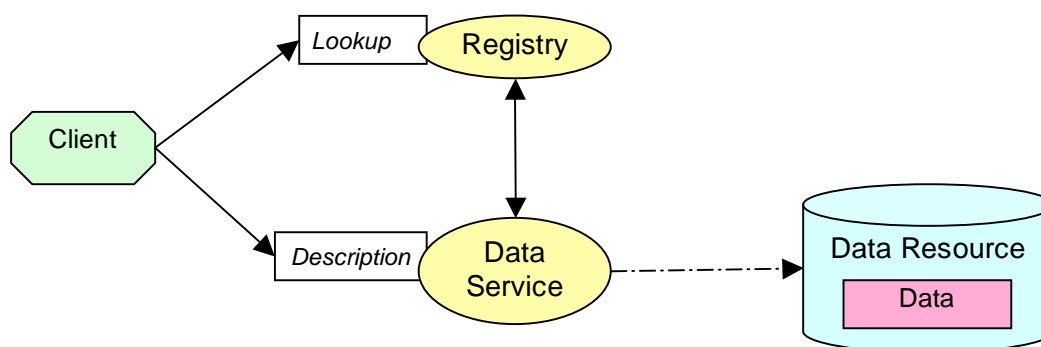 Lookup
Registry
Client
Description
Data
Service
Data Resource
Data